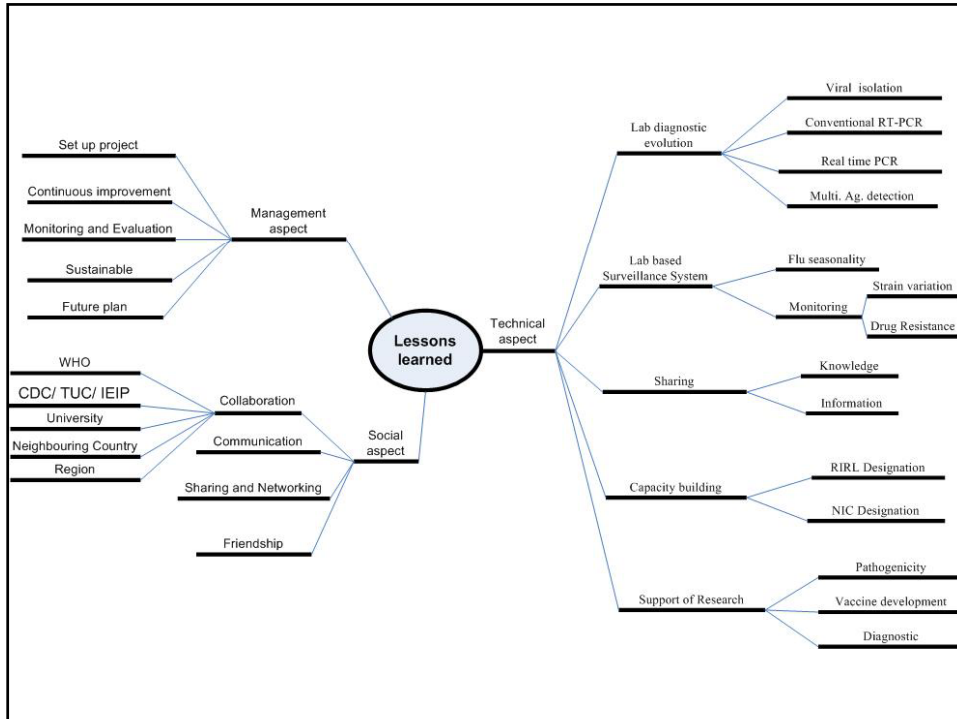 Lessons
learned
Management
aspect
Set up project
Continuous improvement
Monitoring and Evaluation
Sustainable
Future plan
Social
aspect
Collaboration
WHO
CDC/ TUC/ IEIP
University
Neighbouring Country
Region
Communication
Sharing and Networking
Friendship
Technical
aspect
Lab diagnostic
evolution
Viral isolation
Conventional RT-PCR
Real time PCR
Multi. Ag. detection
Lab based
Surveillance System
Flu seasonality
Monitoring
Strain variation
Drug Resistance
Sharing
Knowledge
Information
Capacity building
RIRL Designation
NIC Designation
Support of Research
Pathogenicity
Vaccine development
Diagnostic